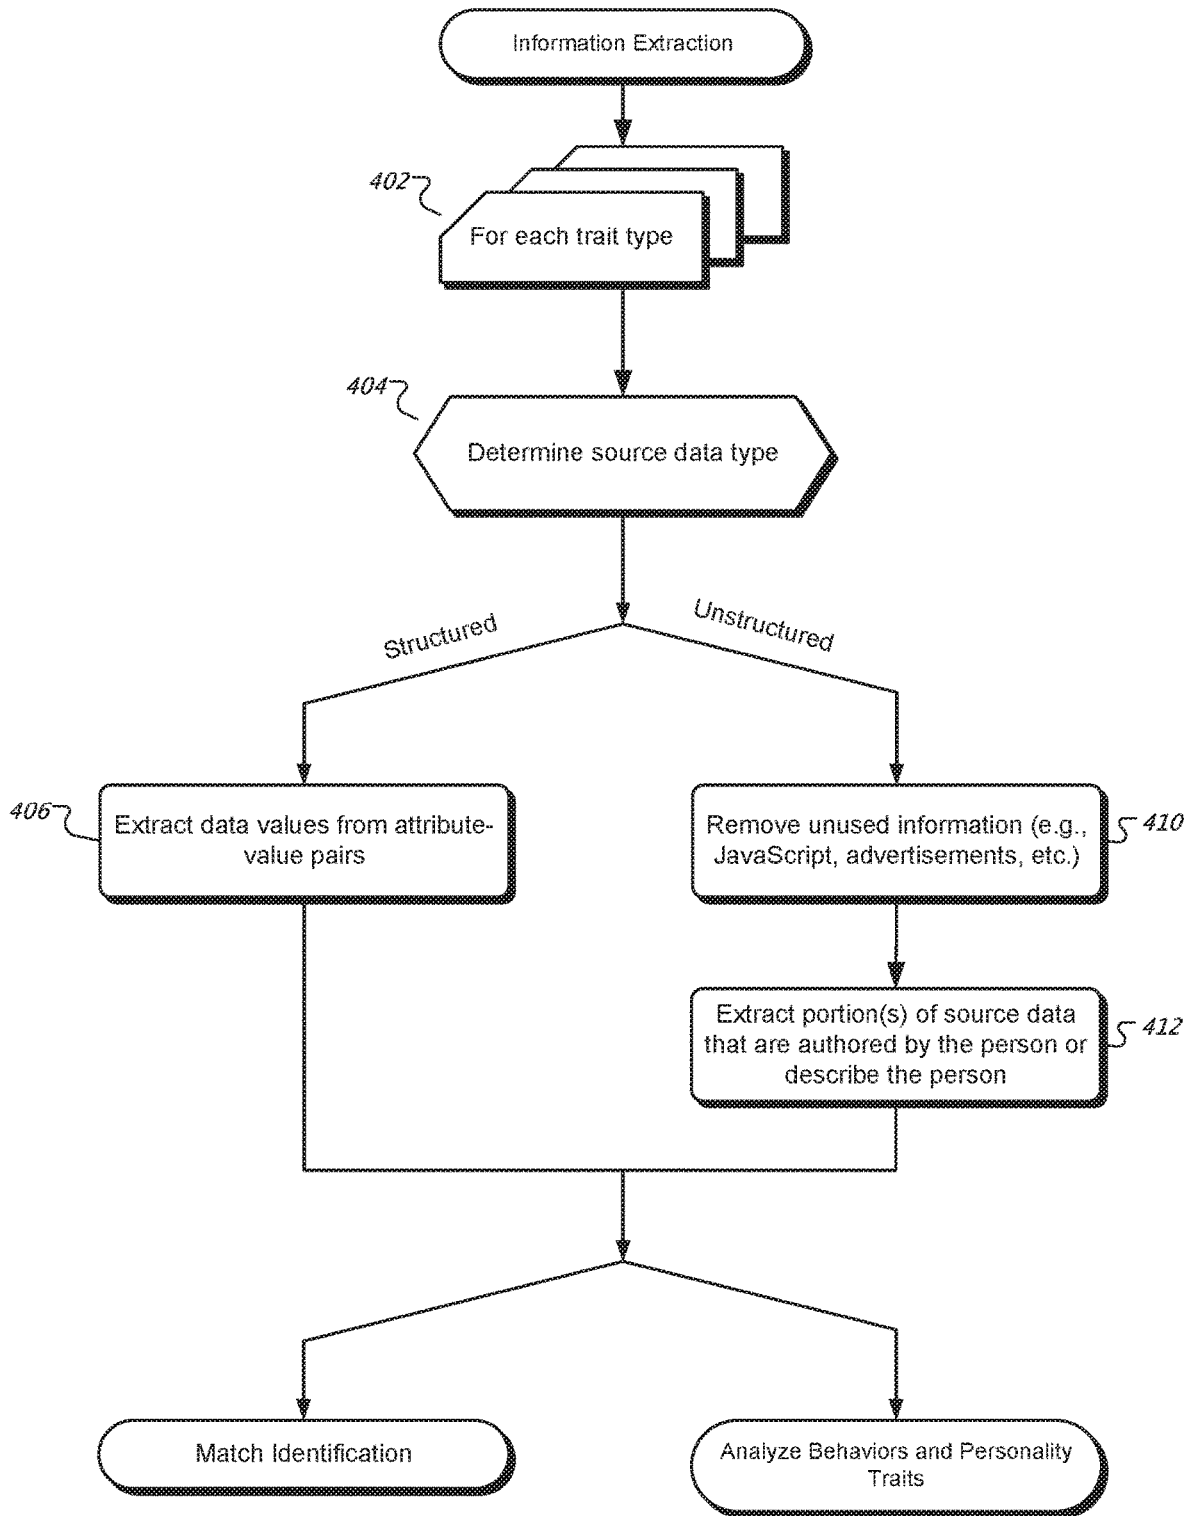 Information Extraction
402
For each trait type
404
Determine source data type
Structured
Unstructured
406
Extract data values from attribute-
value pairs
Remove unused information (e.g.,
JavaScript, advertisements, etc.)
410
Extract portion(s) of source data
that are authored by the person or
describe the person
412
Match Identification
Analyze Behaviors and Personality
Traits